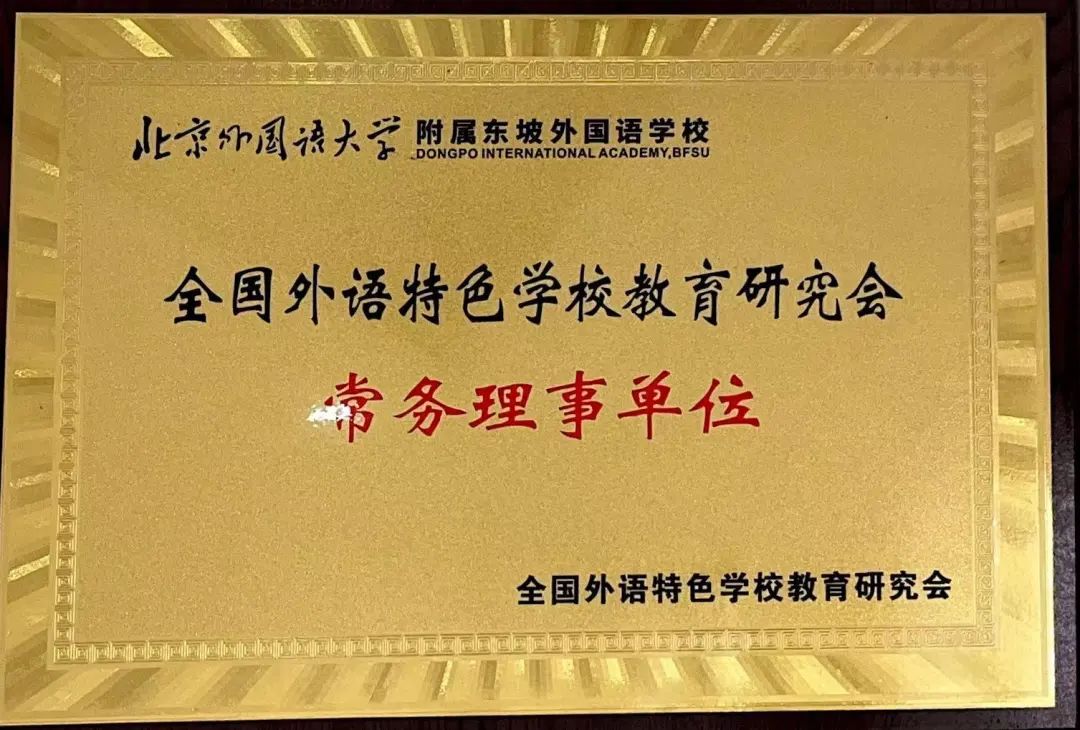 北京外国语大学 附属东坡外国语学校
DONGPO INTERNATIONAL ACADEMY,BFSU
全国外语特色学校教育研究会
常务理事单位
全国外语特色学校教育研究会